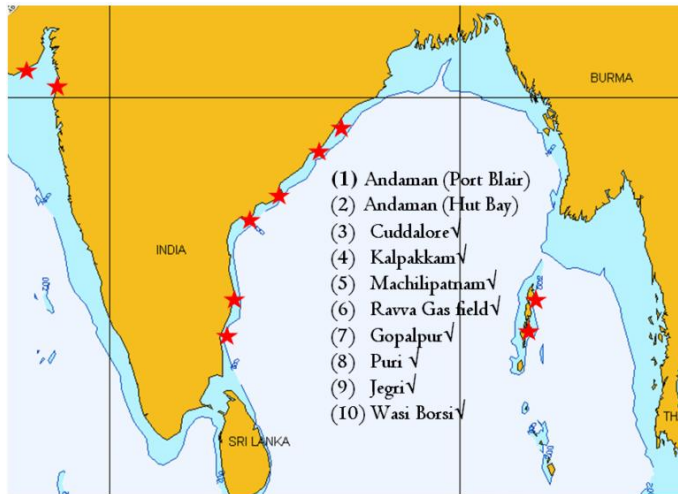 BURMA
(1) Andaman (Port Blair)
(2) Andaman (Hut Bay)
(3) Cuddalore√
(4) Kalpakkam√
(5) Machilipatnam√
(6) Ravva Gas field√
(7) Gopalpur√
(8) Puri √
(9) Jegri√
(10) Wasi Borsi√
INDIA
SRI LANKA
TH